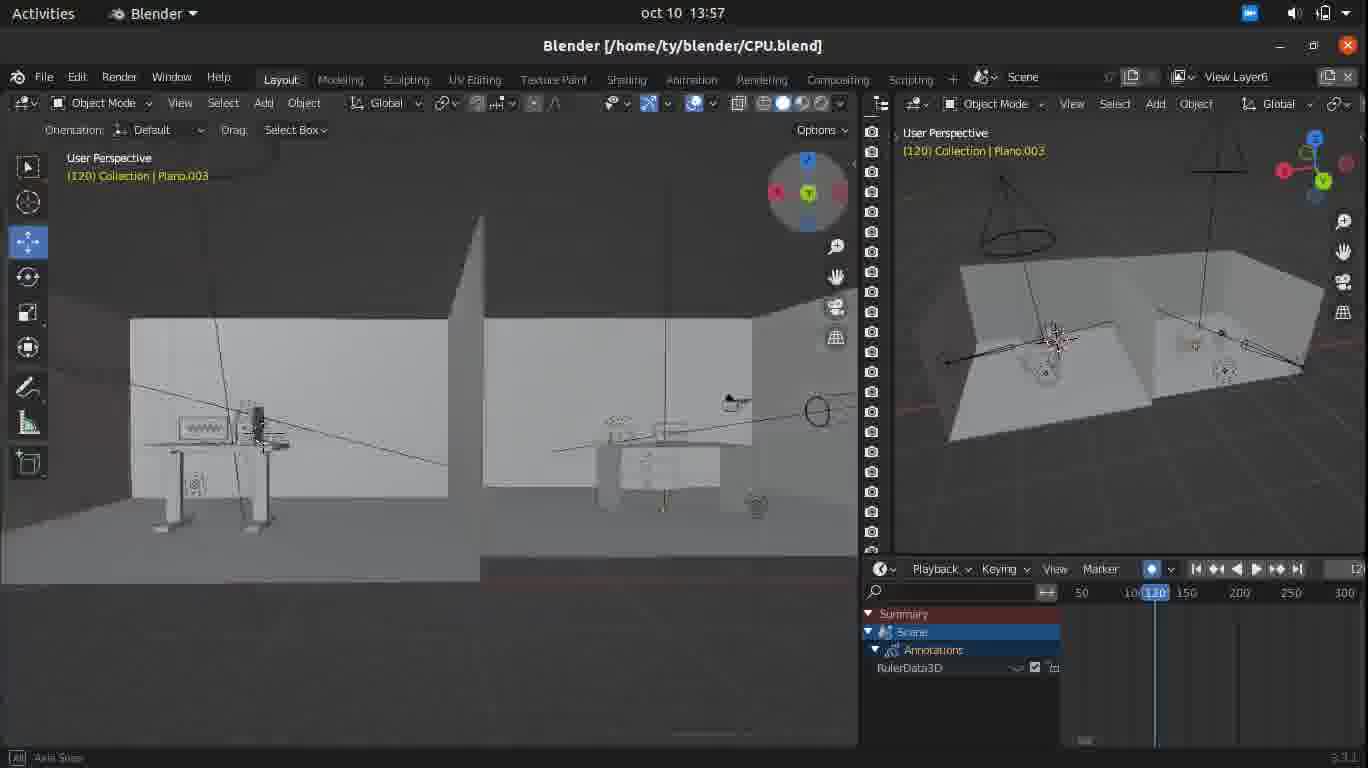 Activities Blender oct 10 13:57
Blender [/home/ty/blender/CPU.blend]
File Edit Render Window Help Layout Modeling Sculpting UV Editing Texture Paint Shading Animation Rendering Compositing Scripting + Scene View Layer6
Object Mode View Select Add Object Global Object Mode View Select Add Object Global
Orientation: Default Drag: Select Box Options
User Perspective
(120) Collection | Plano.003
User Perspective
(120) Collection | Plano.003
Playback Keying View Marker 12
50 100 120 150 200 250 300
Summary
Scene
Annotations
RulerData3D
Axis Snap 3.3.1